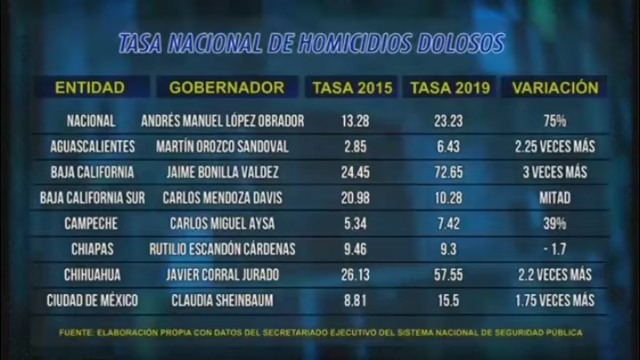 TASA NACIONAL DE HOMICIDIOS DOLOSOS
ENTIDAD GOBERNADOR TASA 2015 TASA 2019 VARIACIÓN
NACIONAL ANDRÉS MANUEL LÓPEZ OBRADOR 13.28 23.23 75%
AGUASCALIENTES MARTÍN OROZCO SANDOVAL 2.85 6.43 2.25 VECES MÁS
BAJA CALIFORNIA JAIME BONILLA VALDEZ 24.45 72.65 3 VECES MÁS
BAJA CALIFORNIA SUR CARLOS MENDOZA DAVIS 20.98 10.28 MITAD
CAMPECHE CARLOS MIGUEL AYSA 5.34 7.42 39%
CHIAPAS RUTILIO ESCANDÓN CÁRDENAS 9.46 9.3 - 1.7
CHIHUAHUA JAVIER CORRAL JURADO 26.13 57.55 2.2 VECES MÁS
CIUDAD DE MÉXICO CLAUDIA SHEINBAUM 8.81 15.5 1.75 VECES MÁS
FUENTE: ELABORACIÓN PROPIA CON DATOS DEL SECRETARIADO EJECUTIVO DEL SISTEMA NACIONAL DE SEGURIDAD PÚBLICA